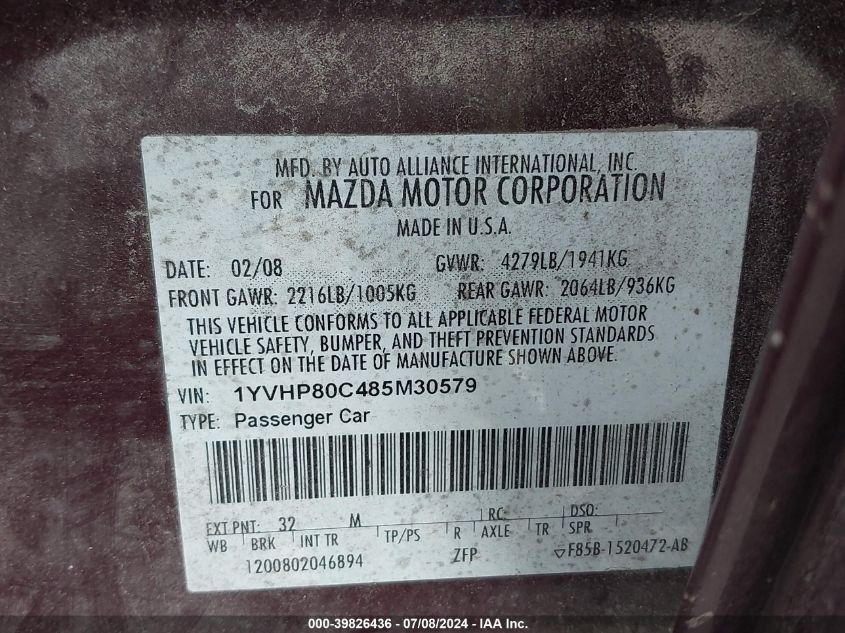 MFD. BY AUTO ALLIANCE INTERNATIONAL, INC.
FOR MAZDA MOTOR CORPORATION
MADE IN U.S.A.
DATE: 02/08 GVWR: 4279LB/1941KG
FRONT GAWR: 2216LB/1005KG REAR GAWR: 2064LB/936KG
THIS VEHICLE CONFORMS TO ALL APPLICABLE FEDERAL MOTOR
VEHICLE SAFETY, BUMPER, AND THEFT PREVENTION STANDARDS
IN EFFECT ON THE DATE OF MANUFACTURE SHOWN ABOVE.
VIN: 1YVHP80C485M30579
TYPE: Passenger Car
EXT PNT: 32 M RC: DSO:
WB BRK INT TR TP/PS R AXLE TR SPR
1200802046894 ZFP ▽F85B-1520472-AB
000-39826436 - 07/08/2024 - IAA Inc.